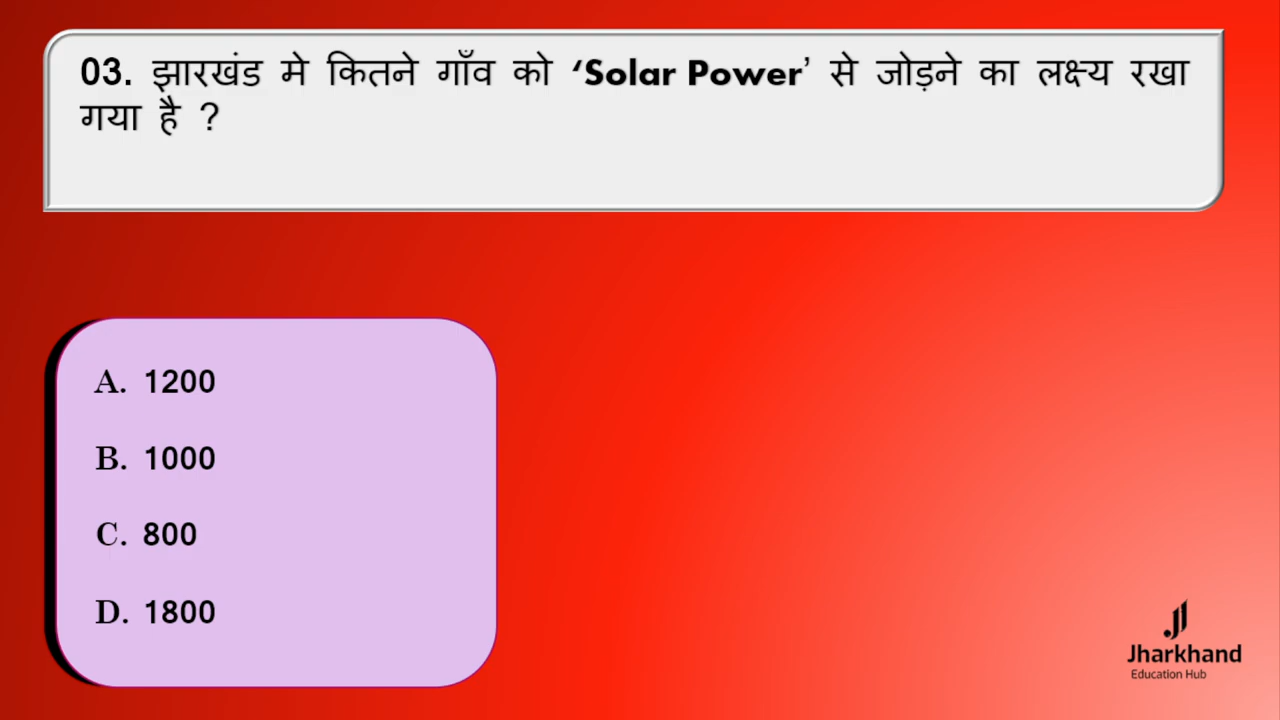 03. झारखंड मे कितने गाँव को ‘Solar Power’ से जोड़ने का लक्ष्य रखा
गया है ?
A. 1200
B. 1000
C. 800
D. 1800
Jharkhand
Education Hub